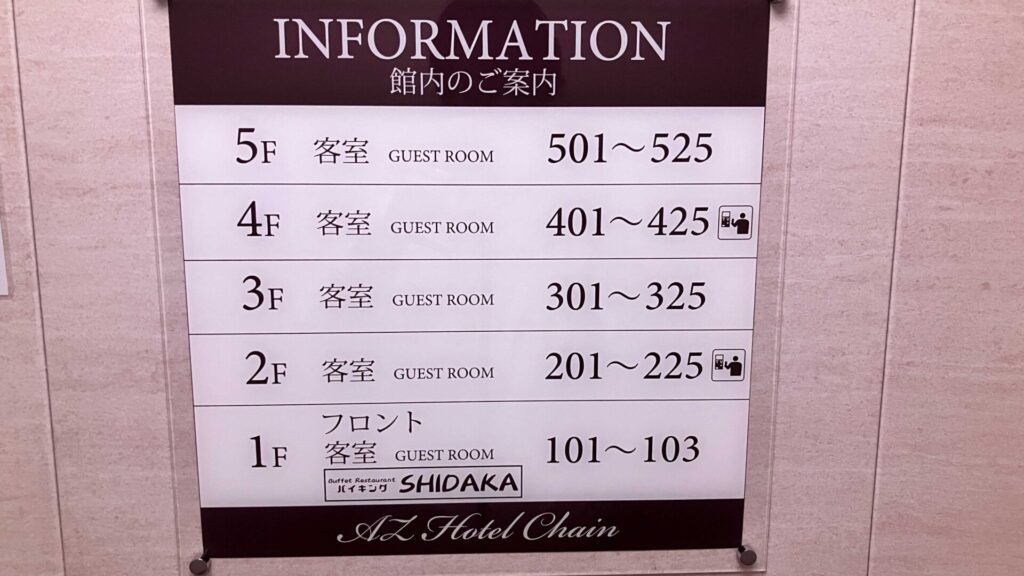 INFORMATION
館内のご案内
5F 客室 GUEST ROOM 501～525
4F 客室 GUEST ROOM 401～425
3F 客室 GUEST ROOM 301～325
2F 客室 GUEST ROOM 201～225
フロント
1F 客室 GUEST ROOM 101～103
Buffet Restaurant
バイキング SHIDAKA
AZ Hotel Chain